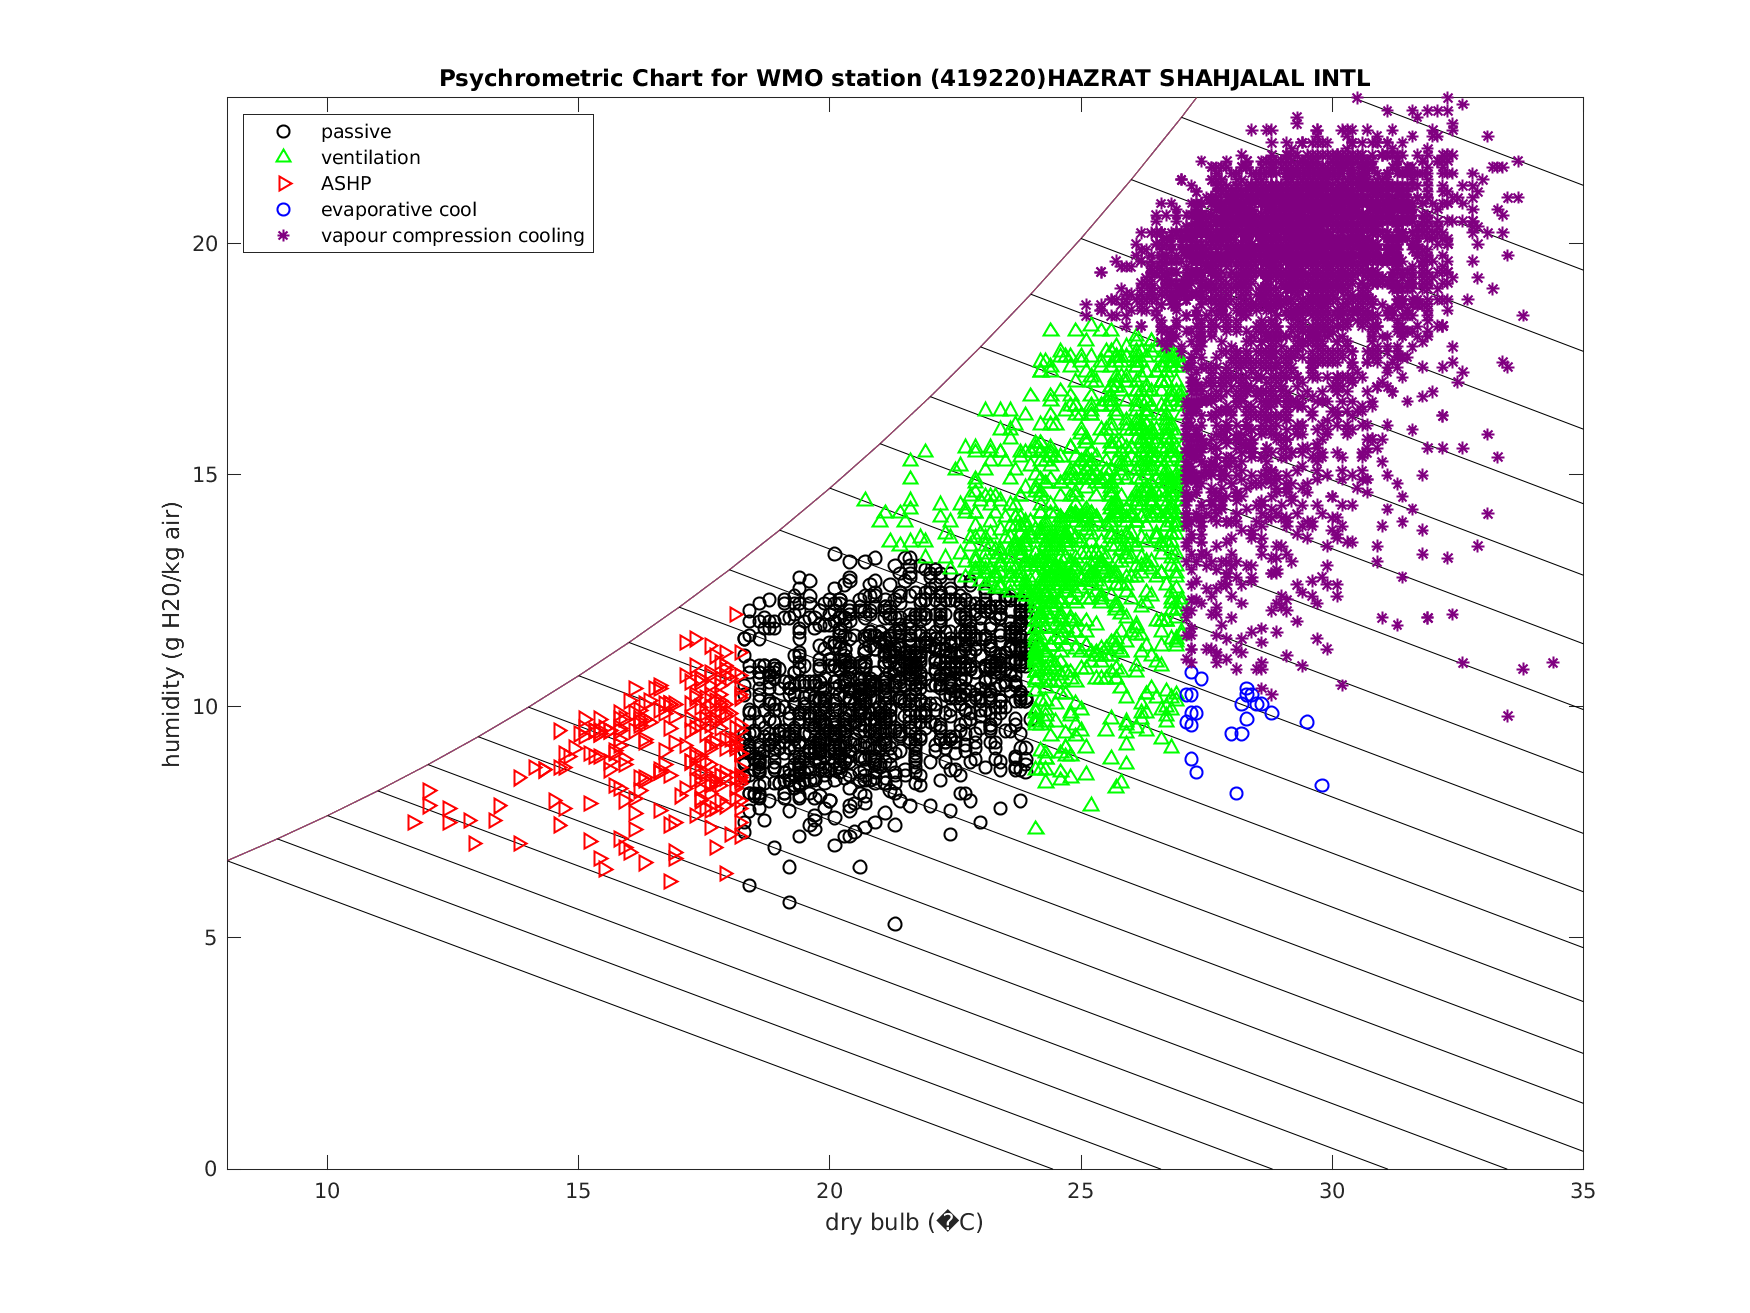 Psychrometric Chart for WMO station (419220)HAZRAT SHAHJALAL INTL
passive
ventilation
ASHP
evaporative cool
vapour compression cooling
20
15
10
5
0
humidity (g H20/kg air)
10 15 20 25 30 35
dry bulb (�C)